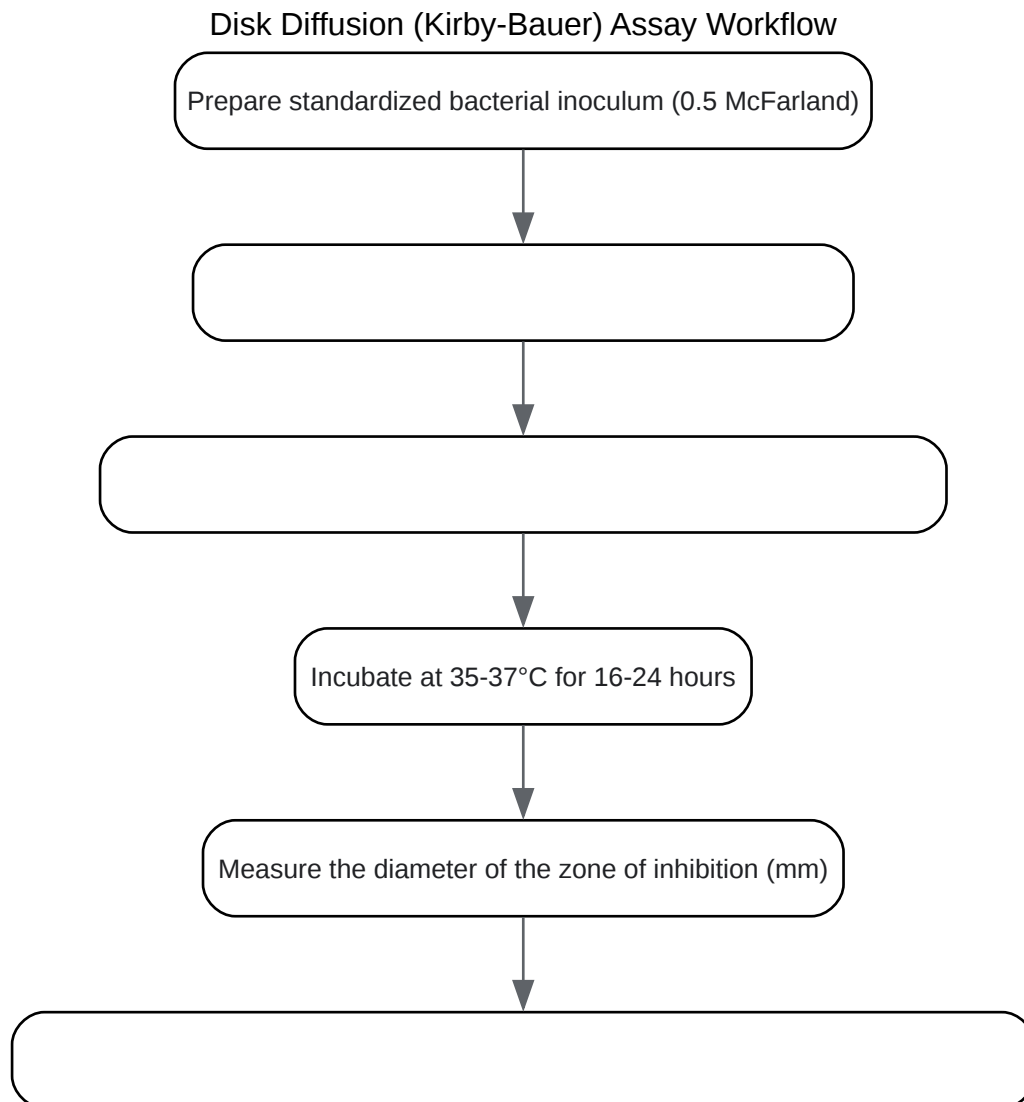 Disk Diffusion (Kirby-Bauer) Assay Workflow
Prepare standardized bacterial inoculum (0.5 McFarland)
Incubate at 35-37°C for 16-24 hours
Measure the diameter of the zone of inhibition (mm)